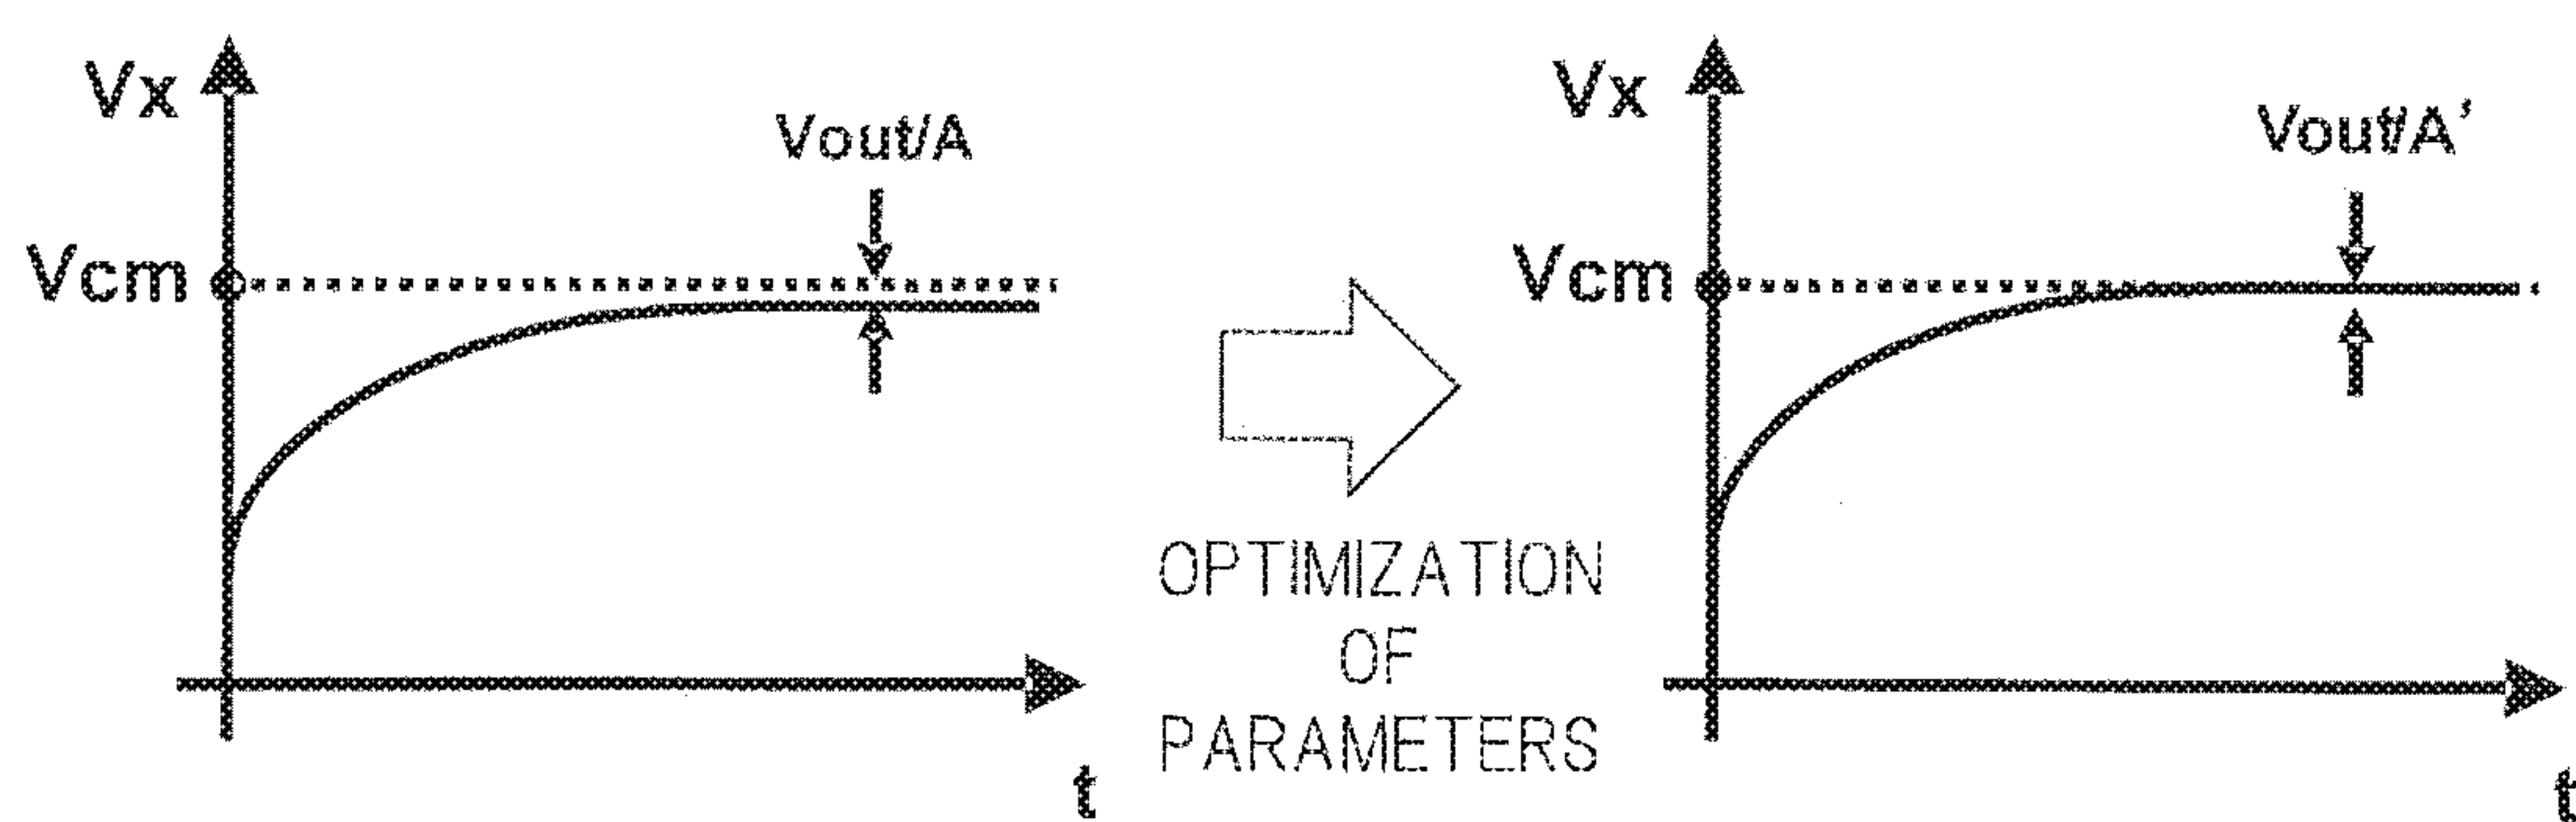 Vx
Vout/A
Vcm
t
OPTIMIZATION
OF
PARAMETERS
Vx
Vout/A'
Vcm
t